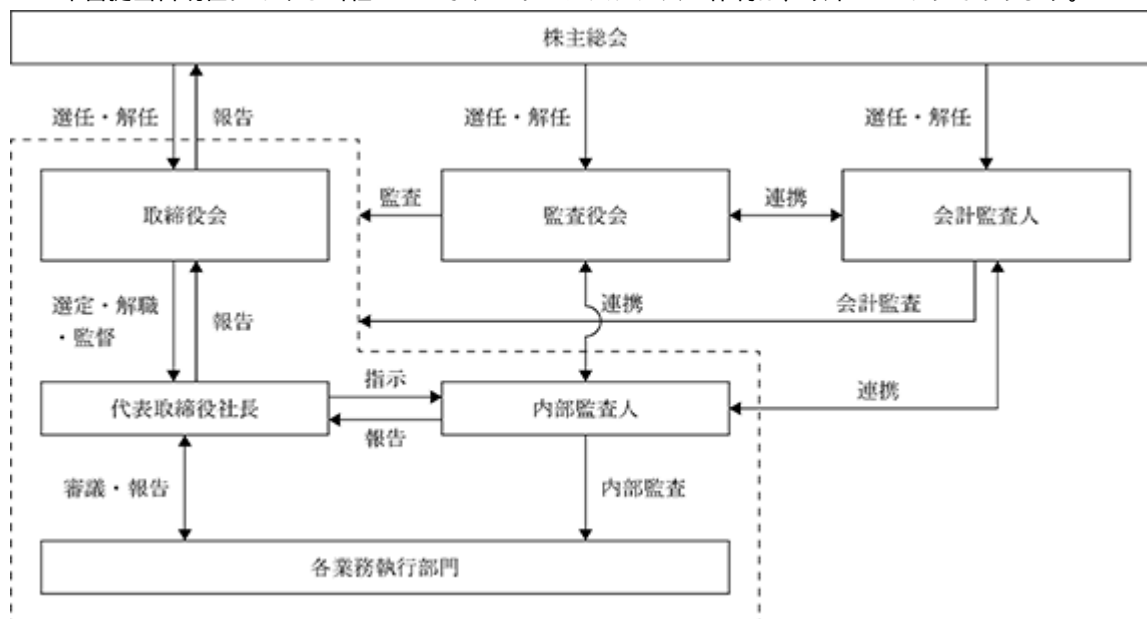 株主総会
選任・解任
報告
選任・解任
選任・解任
取締役会
監査
監査役会
連携
会計監査人
選定・解職
・監督
報告
連携
会計監査
代表取締役社長
指示
報告
内部監査人
連携
審議・報告
内部監査
各業務執行部門